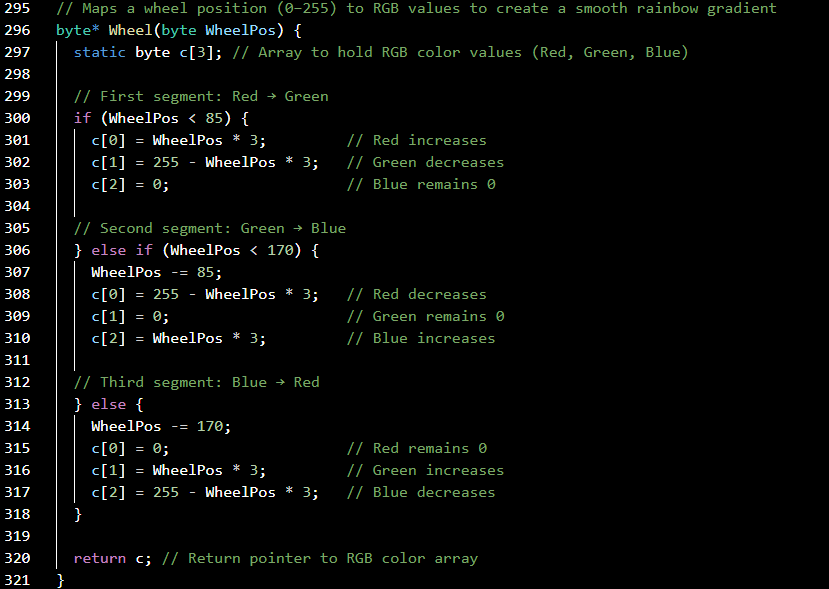 295 // Maps a wheel position (0–255) to RGB values to create a smooth rainbow gradient
296 byte* Wheel(byte WheelPos) {
297   static byte c[3]; // Array to hold RGB color values (Red, Green, Blue)
298
299   // First segment: Red → Green
300   if (WheelPos < 85) {
301     c[0] = WheelPos * 3;         // Red increases
302     c[1] = 255 - WheelPos * 3;   // Green decreases
303     c[2] = 0;                    // Blue remains 0
304
305   // Second segment: Green → Blue
306   } else if (WheelPos < 170) {
307     WheelPos -= 85;
308     c[0] = 255 - WheelPos * 3;   // Red decreases
309     c[1] = 0;                    // Green remains 0
310     c[2] = WheelPos * 3;         // Blue increases
311
312   // Third segment: Blue → Red
313   } else {
314     WheelPos -= 170;
315     c[0] = 0;                    // Red remains 0
316     c[1] = WheelPos * 3;         // Green increases
317     c[2] = 255 - WheelPos * 3;   // Blue decreases
318   }
319
320   return c; // Return pointer to RGB color array
321 }